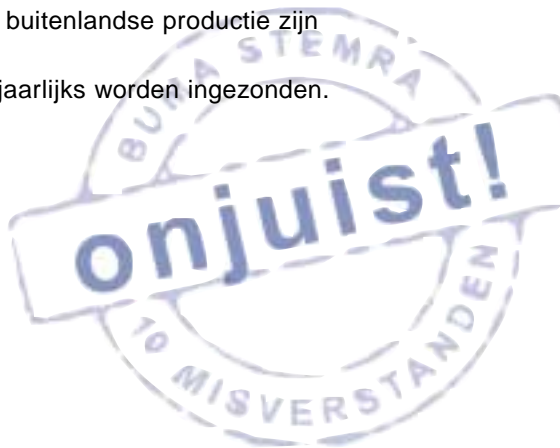 buitenlandse productie zijn
jaarlijks worden ingezonden.
BUMA STEMRA
onjuist!
10 MISVERSTANDEN